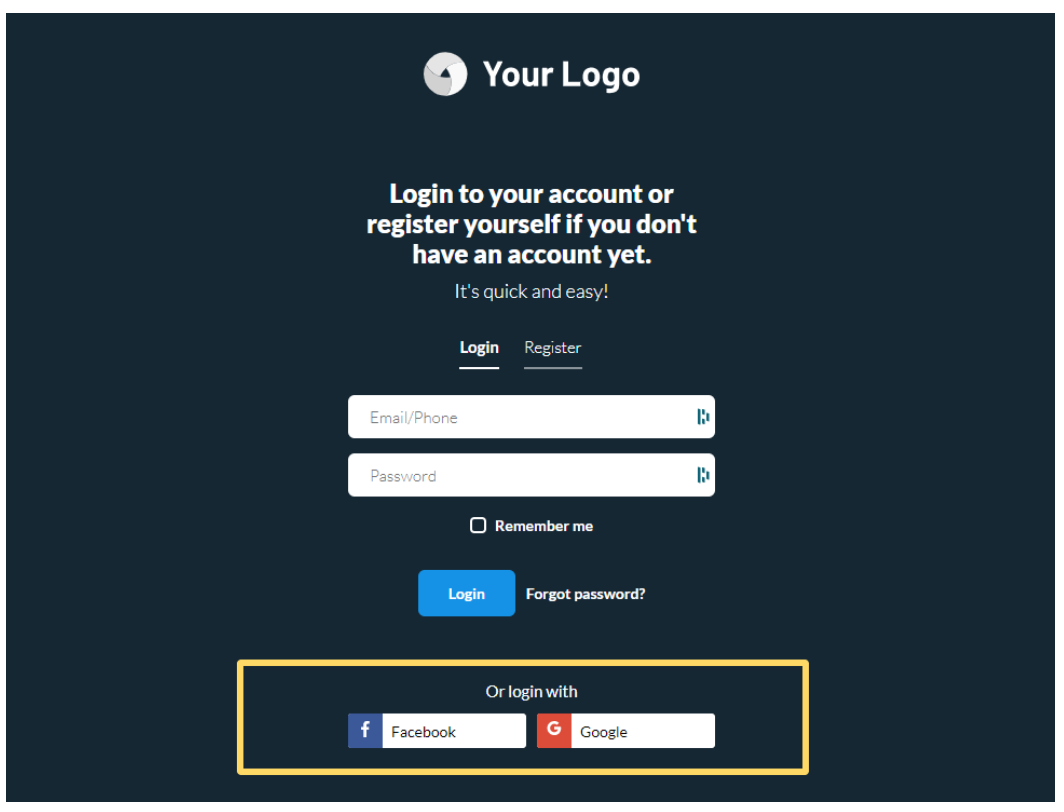 Your Logo
Login to your account or
register yourself if you don't
have an account yet.
It's quick and easy!
Login Register
Email/Phone
Password
Remember me
Login Forgot password?
Or login with
f Facebook G Google